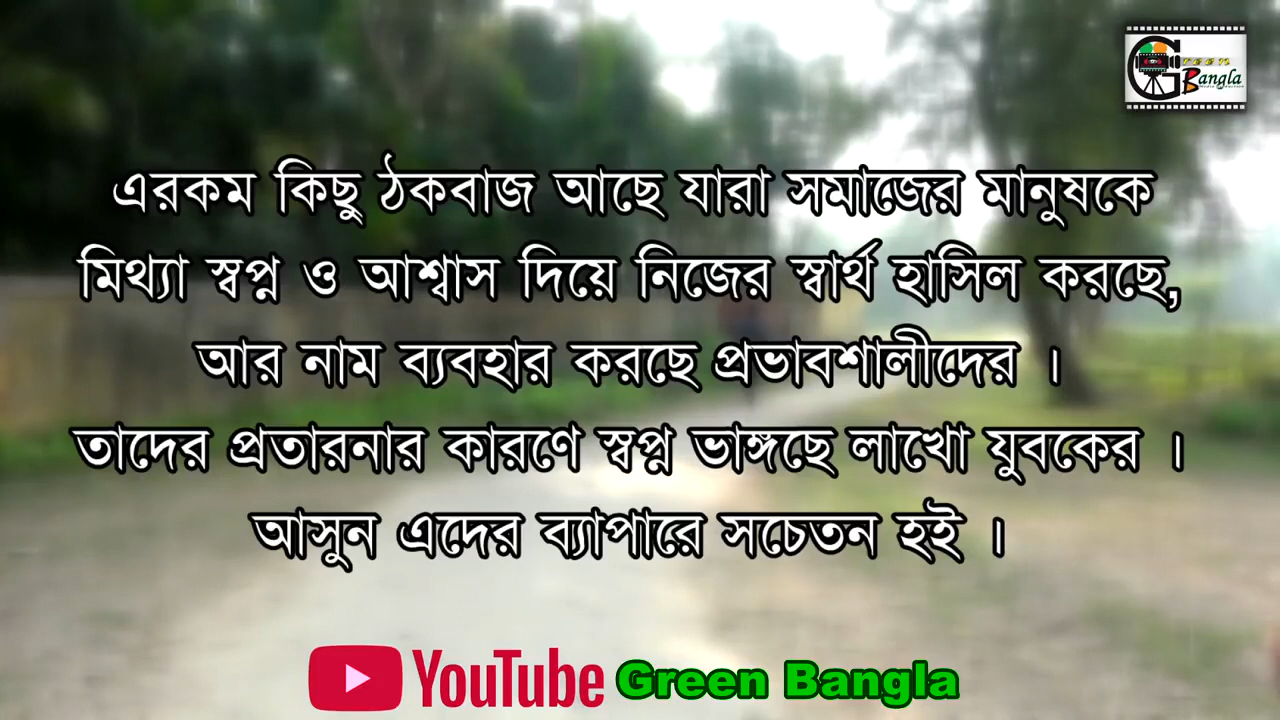 Green
Bangla
এরকম কিছু ঠকবাজ আছে যারা সমাজের মানুষকে
মিথ্যা স্বপ্ন ও আশ্বাস দিয়ে নিজের স্বার্থ হাসিল করছে,
আর নাম ব্যবহার করছে প্রভাবশালীদের ।
তাদের প্রতারনার কারণে স্বপ্ন ভাঙ্গছে লাখো যুবকের ।
আসুন এদের ব্যাপারে সচেতন হই ।
YouTube Green Bangla